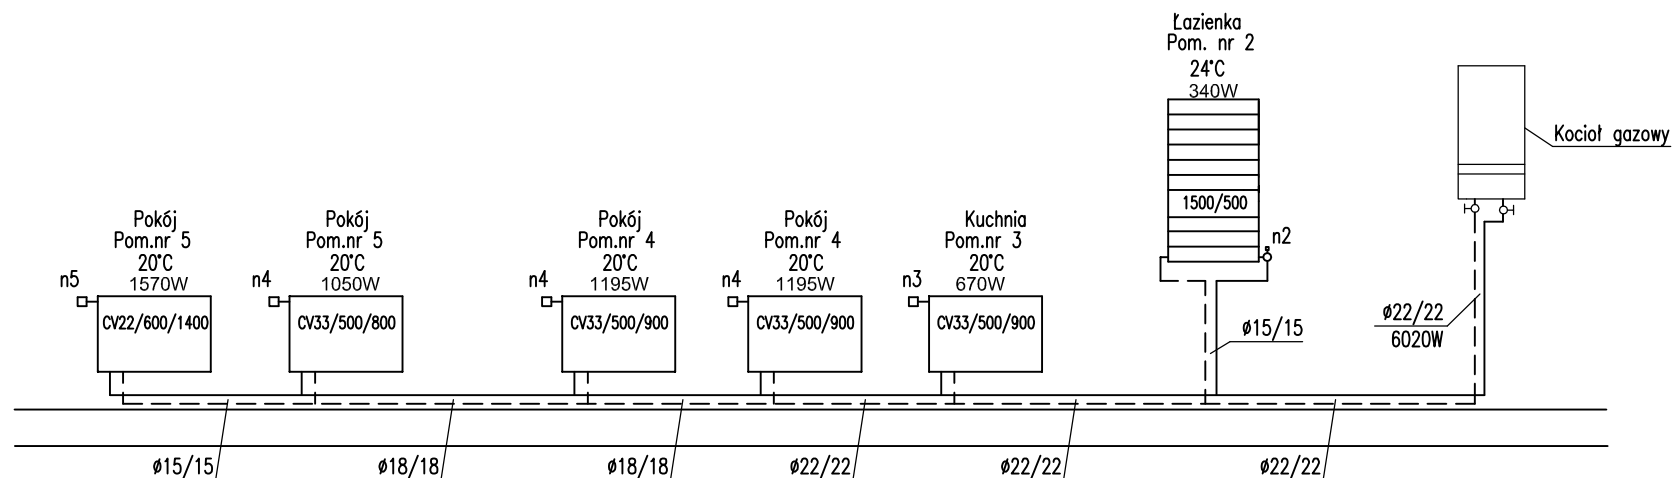 Łazienka
Pom. nr 2
24°C
340W
1500/500
n2
Kocioł gazowy
Pokój
Pom.nr 5
20°C
1570W
n5
CV22/600/1400
Pokój
Pom.nr 5
20°C
1050W
n4
CV33/500/800
Pokój
Pom.nr 4
20°C
1195W
n4
CV33/500/900
Pokój
Pom.nr 4
20°C
1195W
n4
CV33/500/900
Kuchnia
Pom.nr 3
20°C
670W
n3
CV33/500/900
ø15/15
ø22/22
6020W
ø15/15
ø18/18
ø18/18
ø22/22
ø22/22
ø22/22